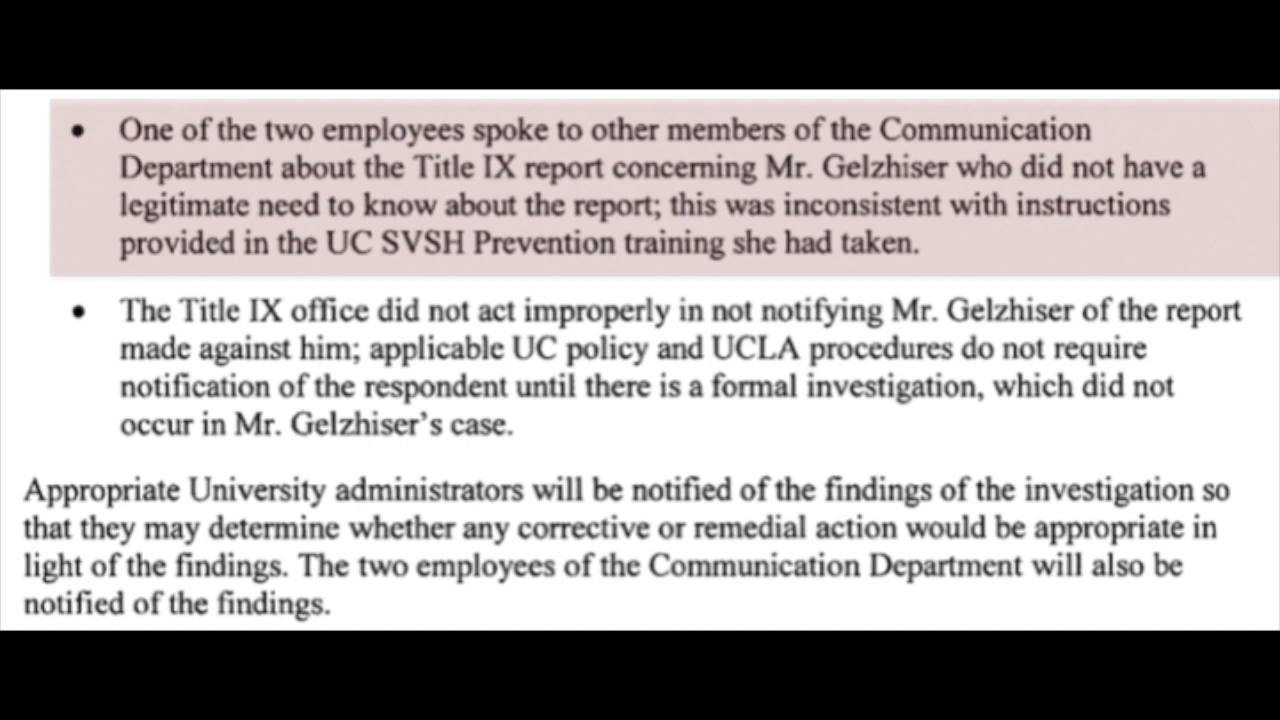 • One of the two employees spoke to other members of the Communication
Department about the Title IX report concerning Mr. Gelzhiser who did not have a
legitimate need to know about the report; this was inconsistent with instructions
provided in the UC SVSH Prevention training she had taken.
• The Title IX office did not act improperly in not notifying Mr. Gelzhiser of the report
made against him; applicable UC policy and UCLA procedures do not require
notification of the respondent until there is a formal investigation, which did not
occur in Mr. Gelzhiser’s case.
Appropriate University administrators will be notified of the findings of the investigation so
that they may determine whether any corrective or remedial action would be appropriate in
light of the findings. The two employees of the Communication Department will also be
notified of the findings.